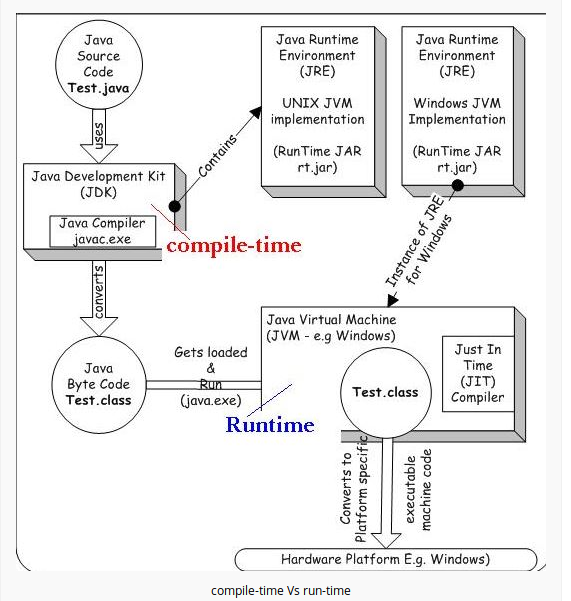 Java
Source
Code
Test.java
uses
Java Development Kit
(JDK)
Java Compiler
javac.exe
compile-time
Contains
Java Runtime
Environment
(JRE)
UNIX JVM
implementation
(RunTime JAR
rt.jar)
Java Runtime
Environment
(JRE)
Windows JVM
Implementation
(RunTime JAR
rt.jar)
Instance of JRE
for Windows
converts
Java
Byte Code
Test.class
Gets loaded
&
Run
(java.exe)
Runtime
Java Virtual Machine
(JVM - e.g Windows)
Test.class
Just In
Time
(JIT)
Compiler
Converts to
Platform specific
executable
machine code
Hardware Platform E.g. Windows)
compile-time Vs run-time